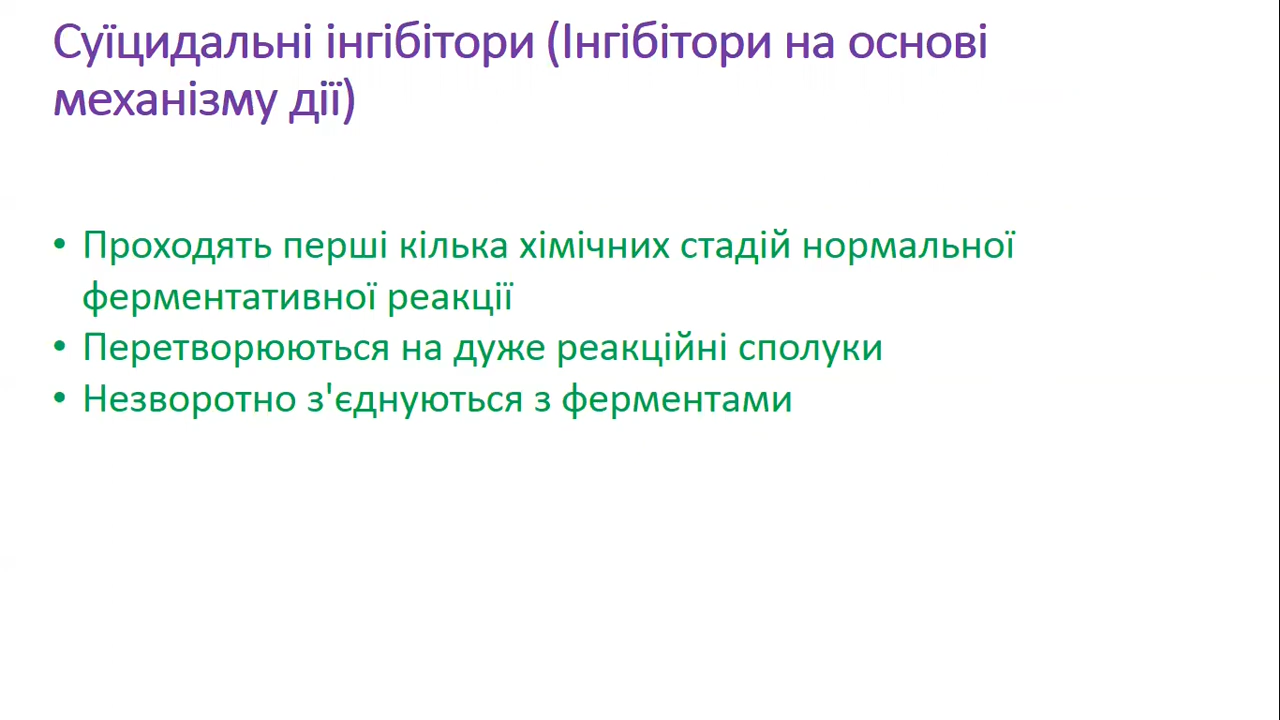 Суїцидальні інгібітори (Інгібітори на основі
механізму дії)
• Проходять перші кілька хімічних стадій нормальної
ферментативної реакції
• Перетворюються на дуже реакційні сполуки
• Незворотно з'єднуються з ферментами